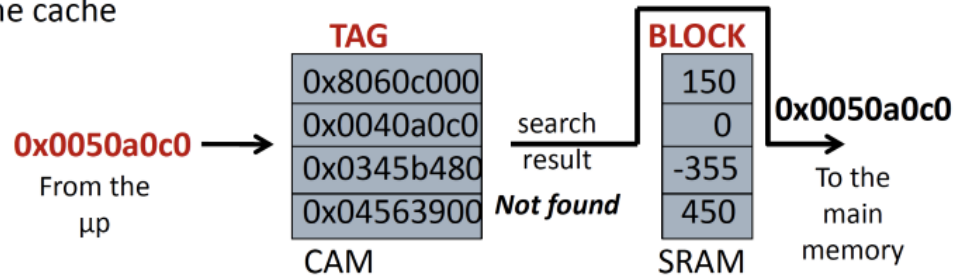 ne cache
TAG
BLOCK
0x8060c000
150
0x0050a0c0
0x0040a0c0
search
0
0x0050a0c0
From the
μp
0x0345b480
result
-355
To the
main
memory
0x04563900
Not found
450
CAM
SRAM